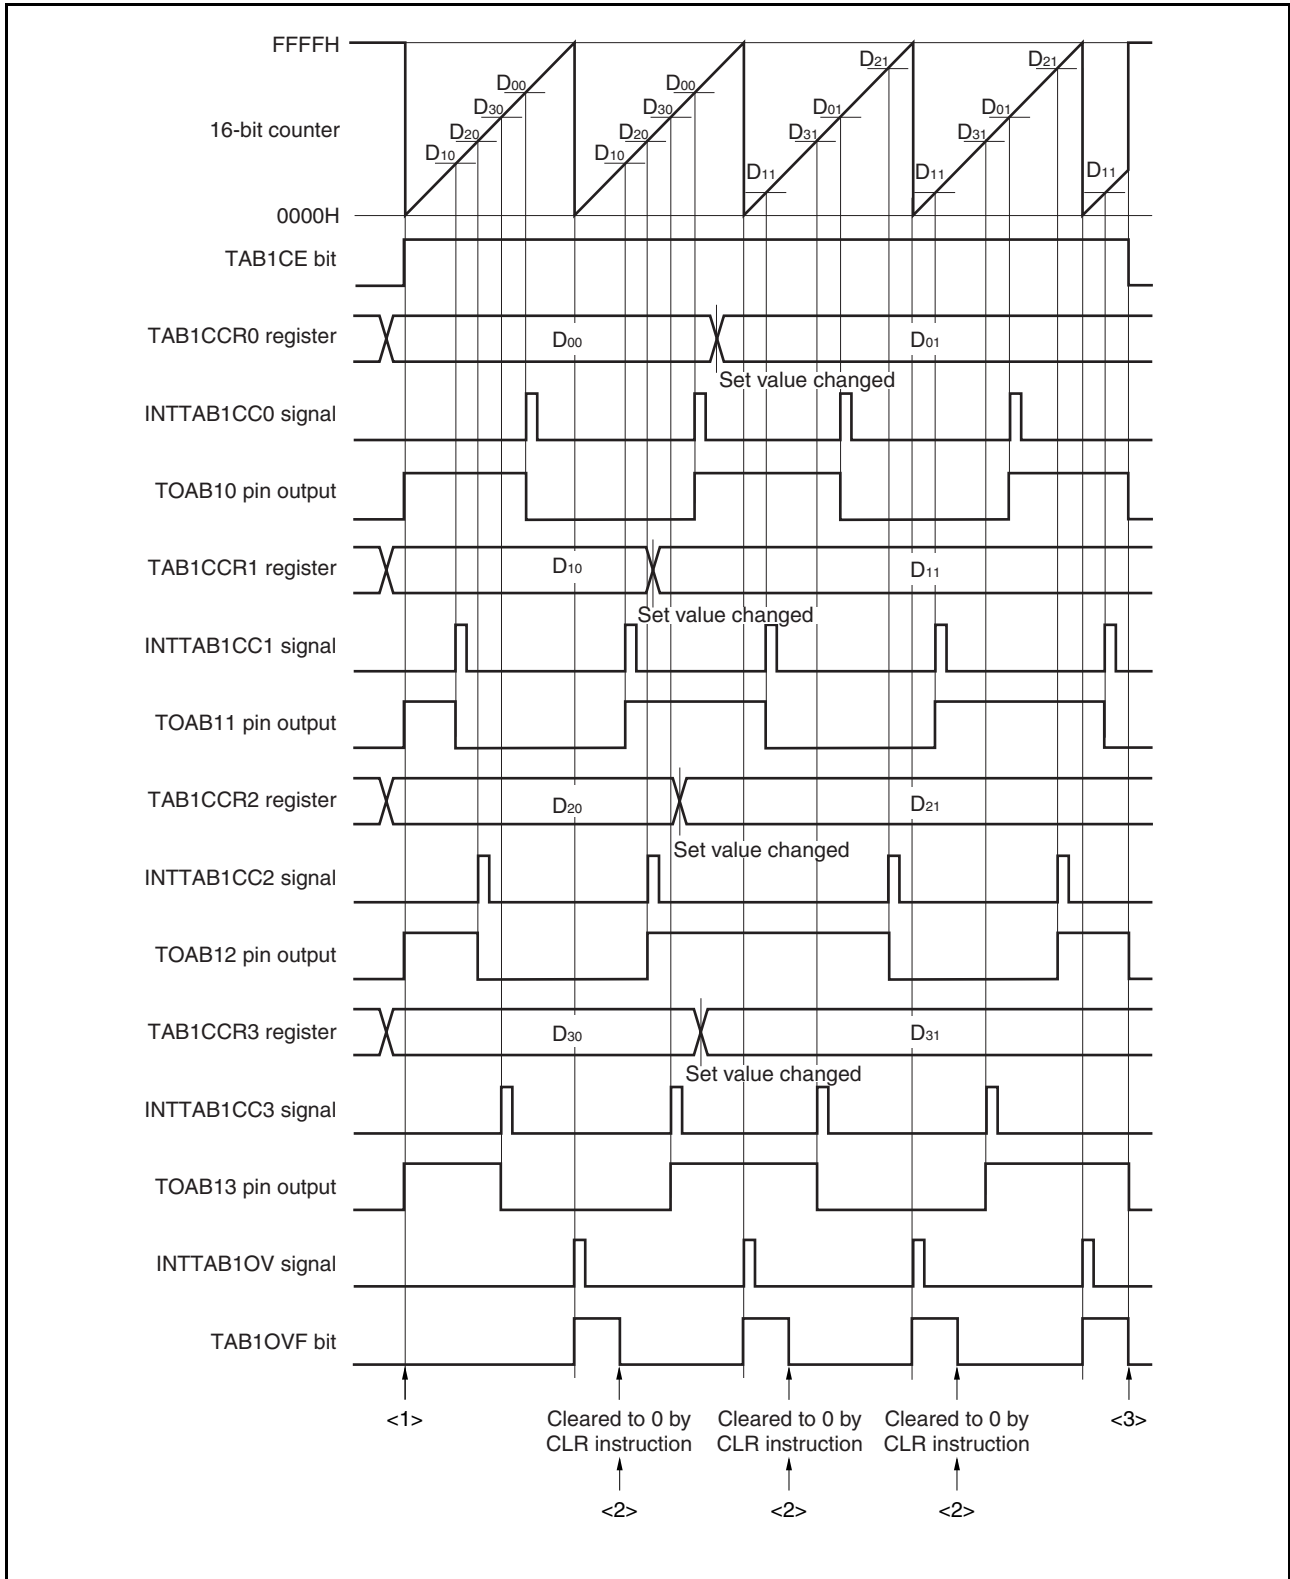 FFFFH
D21 D21
D00 D00
D30 D30 D01 D01
16-bit counter
D20 D20 D31 D31
D10 D10
D11 D11 D11
0000H
TAB1CE bit
TAB1CCR0 register
D00 D01
Set value changed
INTTAB1CC0 signal
TOAB10 pin output
TAB1CCR1 register
D10 D11
Set value changed
INTTAB1CC1 signal
TOAB11 pin output
TAB1CCR2 register
D20 D21
Set value changed
INTTAB1CC2 signal
TOAB12 pin output
TAB1CCR3 register
D30 D31
Set value changed
INTTAB1CC3 signal
TOAB13 pin output
INTTAB1OV signal
TAB1OVF bit
<1> Cleared to 0 by Cleared to 0 by Cleared to 0 by <3>
CLR instruction CLR instruction CLR instruction
<2> <2> <2>